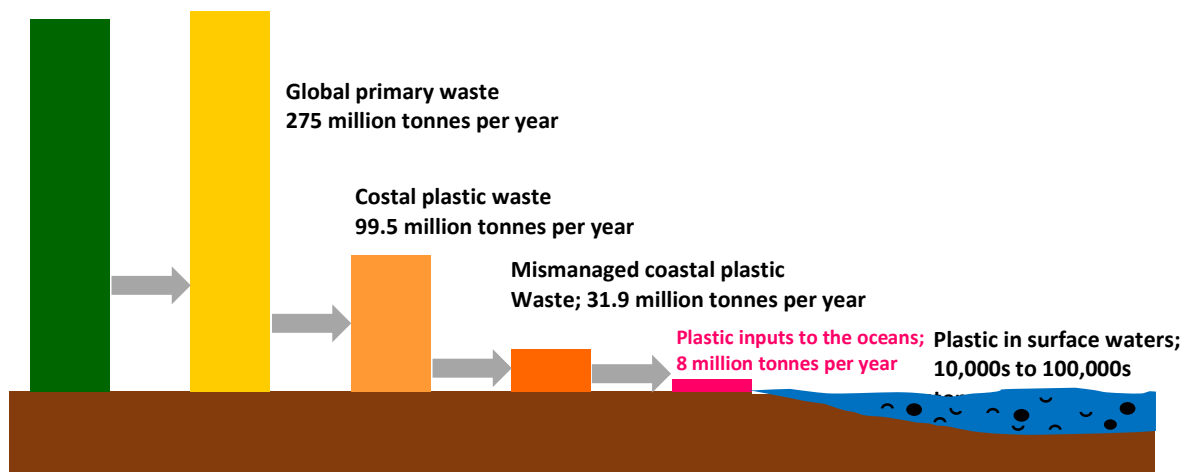 Global primary waste
275 million tonnes per year
Costal plastic waste
99.5 million tonnes per year
Mismanaged coastal plastic
Waste; 31.9 million tonnes per year
Plastic inputs to the oceans;
8 million tonnes per year
Plastic in surface waters;
10,000s to 100,000s